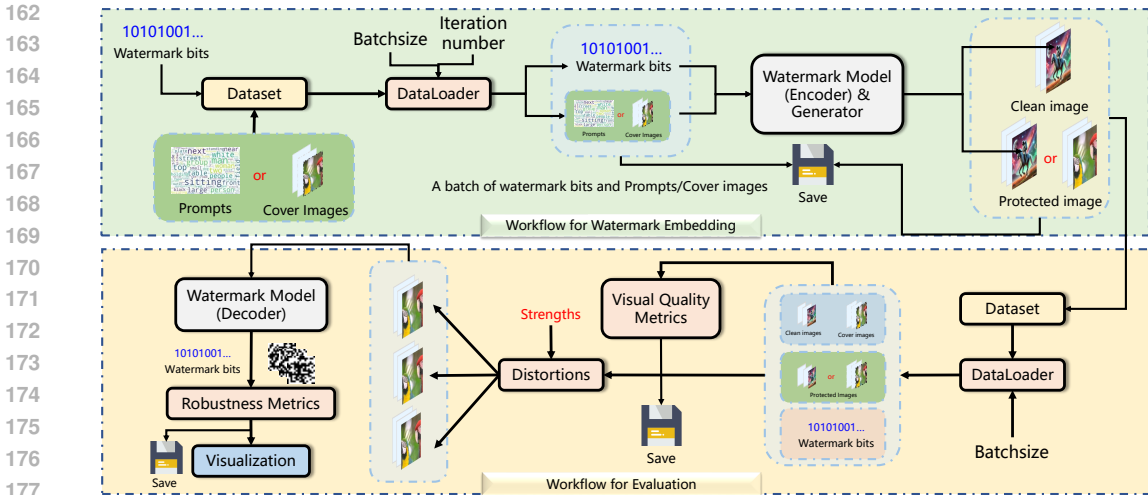 162
163
164
165
166
167
168
169
170
171
172
173
174
175
176
177
10101001...
Watermark bits
Batchsize
Iteration
number
Dataset
DataLoader
Prompts
or
Cover Images
10101001...
Watermark bits
Prompts
or
Cover Images
A batch of watermark bits and Prompts/Cover images
Watermark Model
(Encoder) &
Generator
Save
Clean image
or
Protected image
Workflow for Watermark Embedding
Watermark Model
(Decoder)
10101001...
Watermark bits
Robustness Metrics
Save
Visualization
Strengths
Distortions
Visual Quality
Metrics
Save
Clean images
Cover images
or
Protected Images
10101001...
Watermark bits
Dataset
DataLoader
Batchsize
Workflow for Evaluation